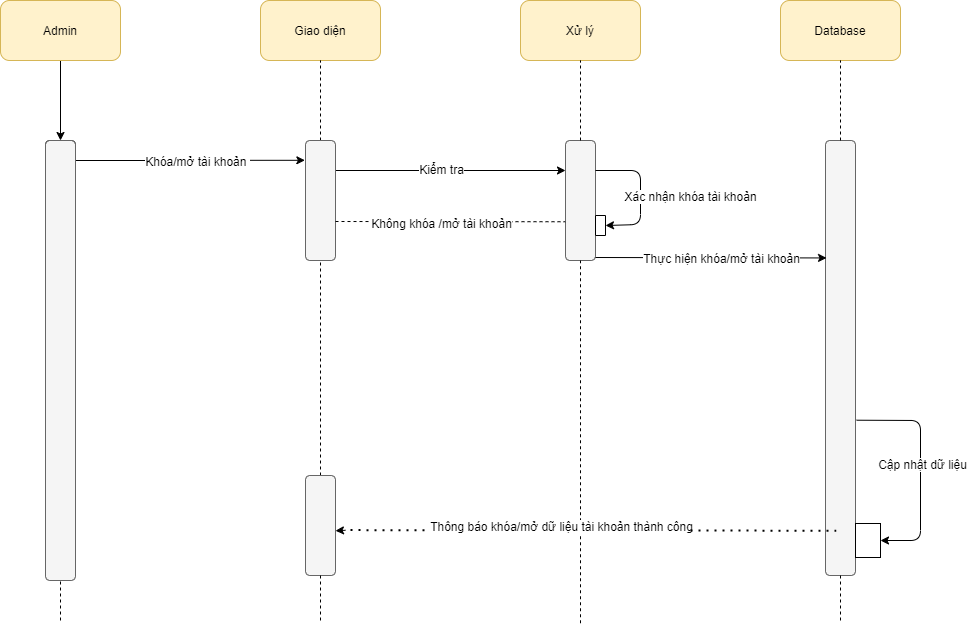 Admin
Giao diện
Xử lý
Database
Khóa/mở tài khoản
Kiểm tra
Xác nhận khóa tài khoản
Không khóa /mở tài khoản
Thực hiện khóa/mở tài khoản
Cập nhật dữ liệu
Thông báo khóa/mở dữ liệu tài khoản thành công